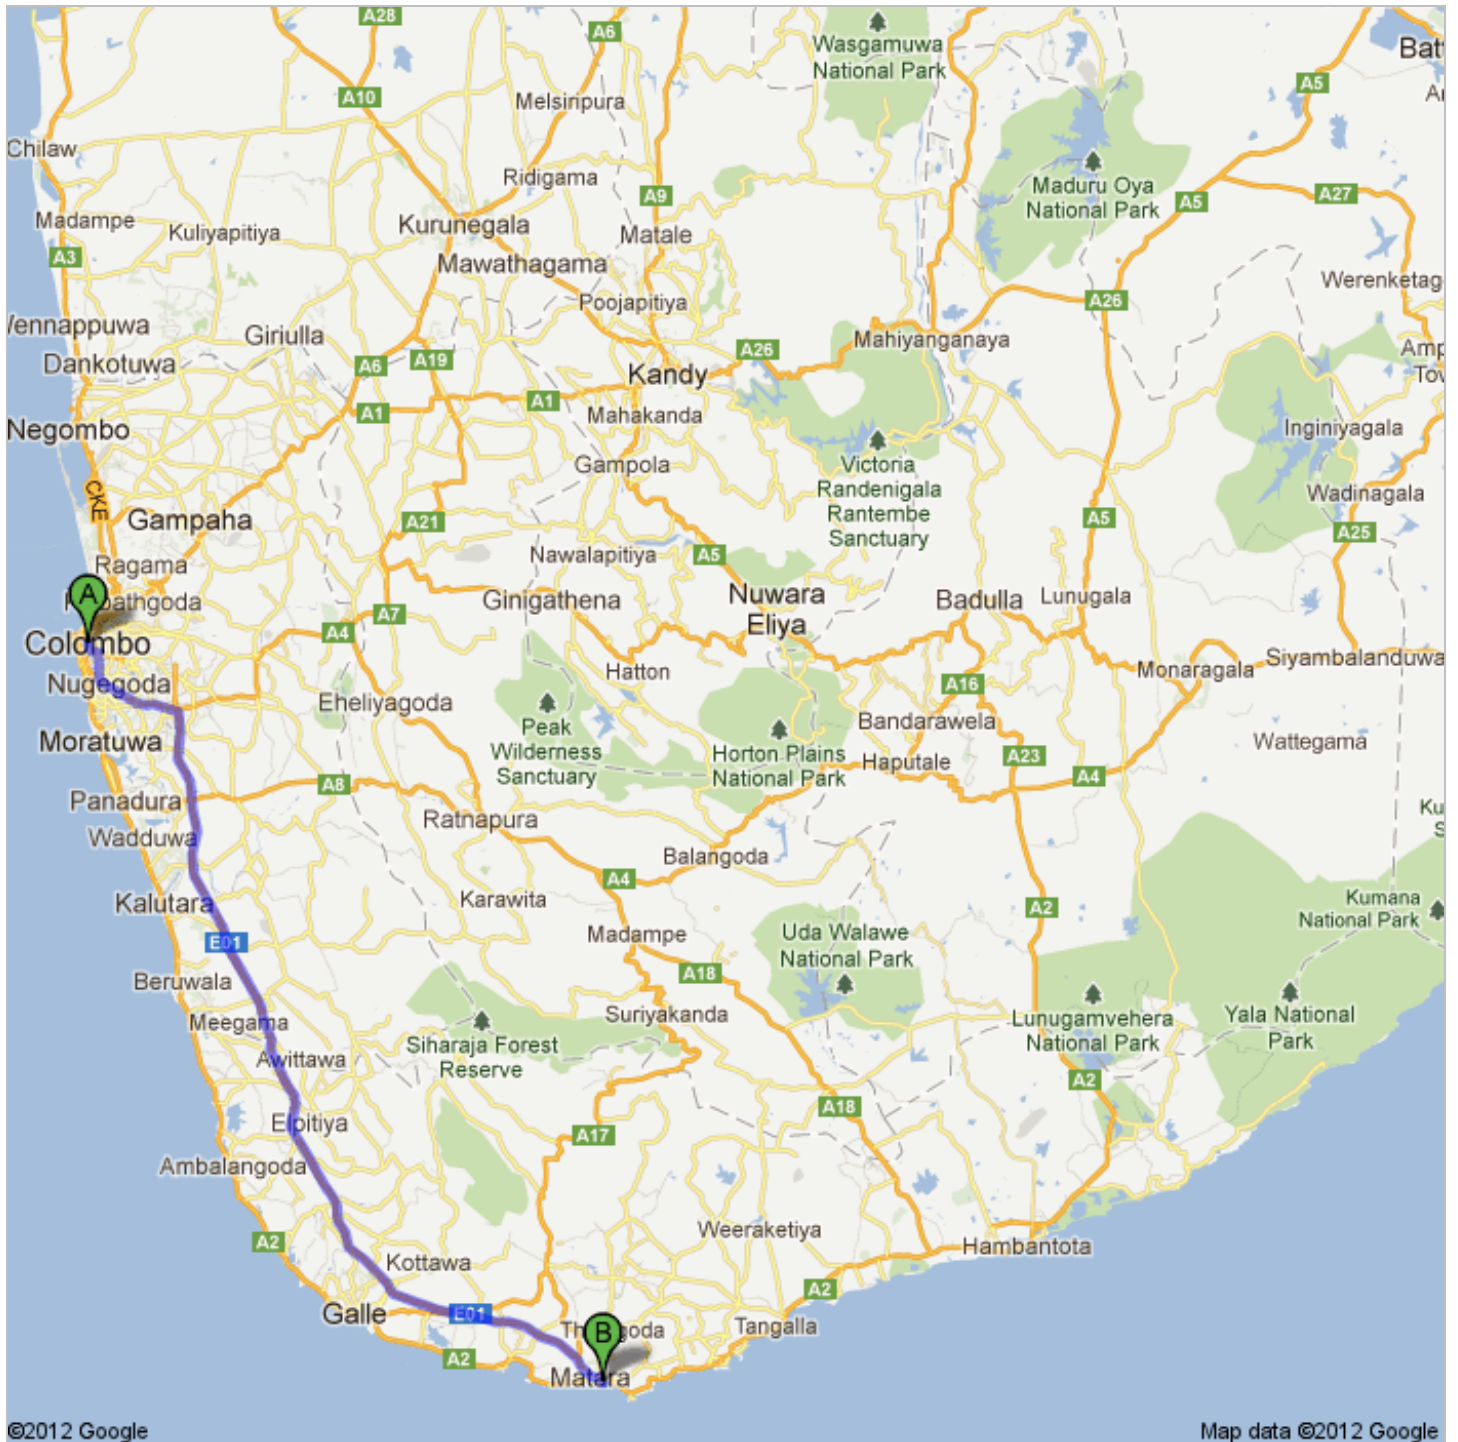 A28
A6
Wasgamuwa
National Park
A10
Melsiripura
A5
Chilaw
Ridigama
Maduru Oya
National Park
A9
A5
A27
Madampe
Kuliyapitiya
Kurunegala
Matale
A3
Mawathagama
Poojapitiya
A26
Werenketag
Wennappuwa
Giriulla
Mahiyanganaya
Dankotuwa
A6
A19
A26
Kandy
A1
A1
Mahakanda
Negombo
Inginiyagala
Gampola
Victoria
Randenigala
Rantembe
Sanctuary
Wadinagala
CKE
Gampaha
A21
A5
A25
Ragama
Nawalapitiya
A5
A
Colombo
A4
A7
Ginigathena
Nuwara
Eliya
Badulla
Lunugala
Nugegoda
Hatton
Monaragala
Siyambalanduwa
A16
Eheliyagoda
Peak
Wilderness
Sanctuary
Horton Plains
National Park
Bandarawela
Haputale
A23
A4
Wattegama
Moratuwa
Panadura
A8
Ratnapura
Wadduwa
Balangoda
A4
Kalutara
Karawita
A2
Kumana
National Park
E01
Madampe
Uda Walawe
National Park
A18
Beruwala
Meegama
Siharaja Forest
Reserve
Suriyakanda
Lunugamvehera
National Park
Yala National
Park
Awittawa
A2
Elpitiya
A17
A18
Ambalangoda
A2
Kottawa
Weeraketiya
Hambantota
A2
Galle
E01
B
Tangalla
A2
Matara
©2012 Google
Map data ©2012 Google